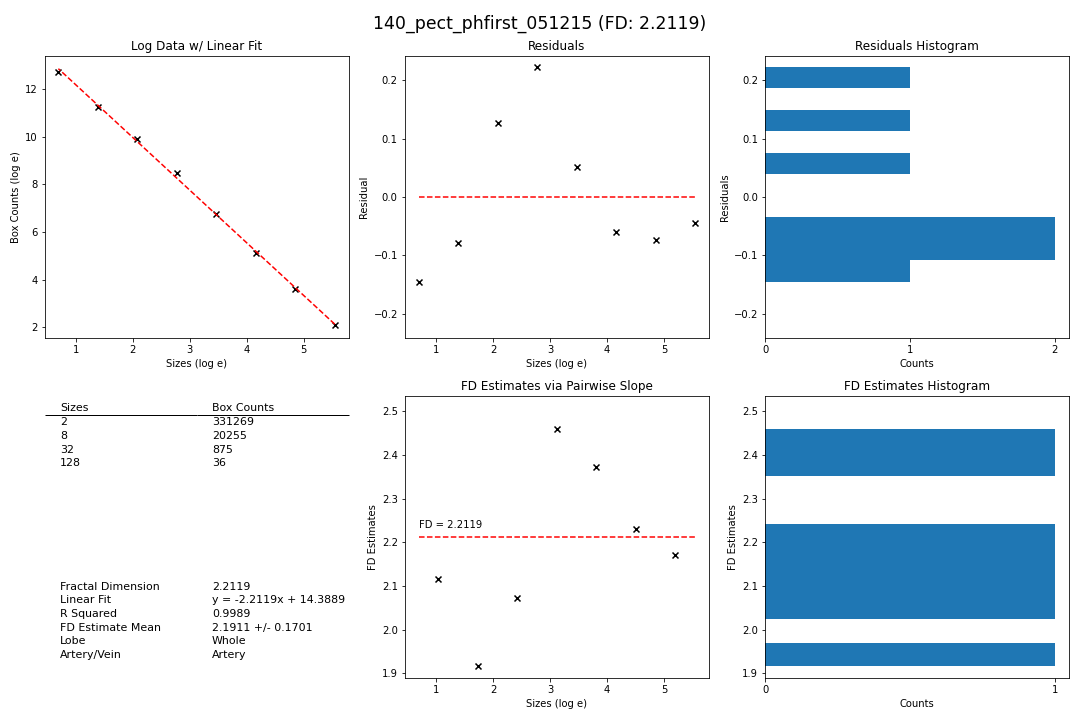 140_pect_phfirst_051215 (FD: 2.2119)
Log Data w/ Linear Fit
Box Counts (log e)
12
10
8
6
4
2
1 2 3 4 5
Sizes (log e)
Residuals
Residual
0.2
0.1
0.0
−0.1
−0.2
1 2 3 4 5
Sizes (log e)
Residuals Histogram
Residuals
0.2
0.1
0.0
−0.1
−0.2
0 1 2
Counts
Sizes Box Counts
2 331269
8 20255
32 875
128 36
Fractal Dimension 2.2119
Linear Fit y = -2.2119x + 14.3889
R Squared 0.9989
FD Estimate Mean 2.1911 +/- 0.1701
Lobe Whole
Artery/Vein Artery
FD Estimates via Pairwise Slope
FD Estimates
2.5
2.4
2.3
2.2
2.1
2.0
1.9
FD = 2.2119
1 2 3 4 5
Sizes (log e)
FD Estimates Histogram
FD Estimates
2.5
2.4
2.3
2.2
2.1
2.0
1.9
0 1
Counts